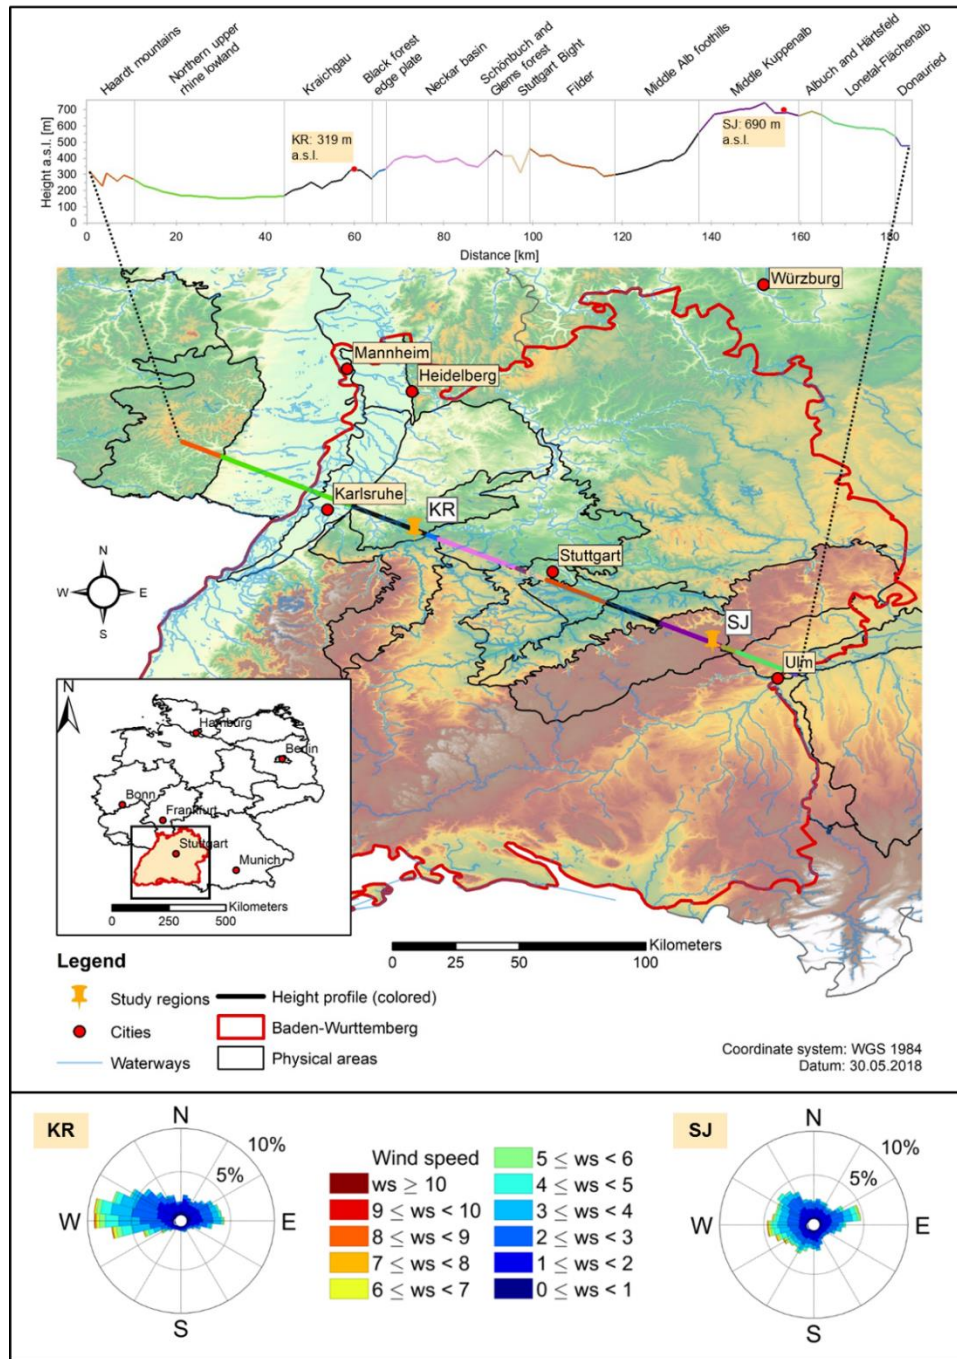 Haardt mountains
Northern upper
rhine lowland
Kraichgau
Black forest
edge plate
Neckar basin
Schönbuch and
Glems forest
Stuttgart Bight
Filder
Middle Alb foothills
Middle Kuppenalb
Albuch and Härtsfeld
Lonetal-Flächenalb
Donauried
Height a.s.l. [m]
700
600
500
400
300
200
100
0
KR: 319 m
a.s.l.
SJ: 690 m
a.s.l.
0 20 40 60 80 100 120 140 160 180
Distance [km]
Würzburg
Mannheim
Heidelberg
Karlsruhe
KR
Stuttgart
SJ
Ulm
N
W E
S
N
Hamburg
Berlin
Bonn
Frankfurt
Stuttgart
Munich
Kilometers
0 250 500
Kilometers
0 25 50 100
Legend
Study regions
Height profile (colored)
Cities
Baden-Wurttemberg
Waterways
Physical areas
Coordinate system: WGS 1984
Datum: 30.05.2018
KR
N
10%
5%
W E
S
Wind speed
ws ≥ 10
9 ≤ ws < 10
8 ≤ ws < 9
7 ≤ ws < 8
6 ≤ ws < 7
5 ≤ ws < 6
4 ≤ ws < 5
3 ≤ ws < 4
2 ≤ ws < 3
1 ≤ ws < 2
0 ≤ ws < 1
SJ
N
10%
5%
W E
S